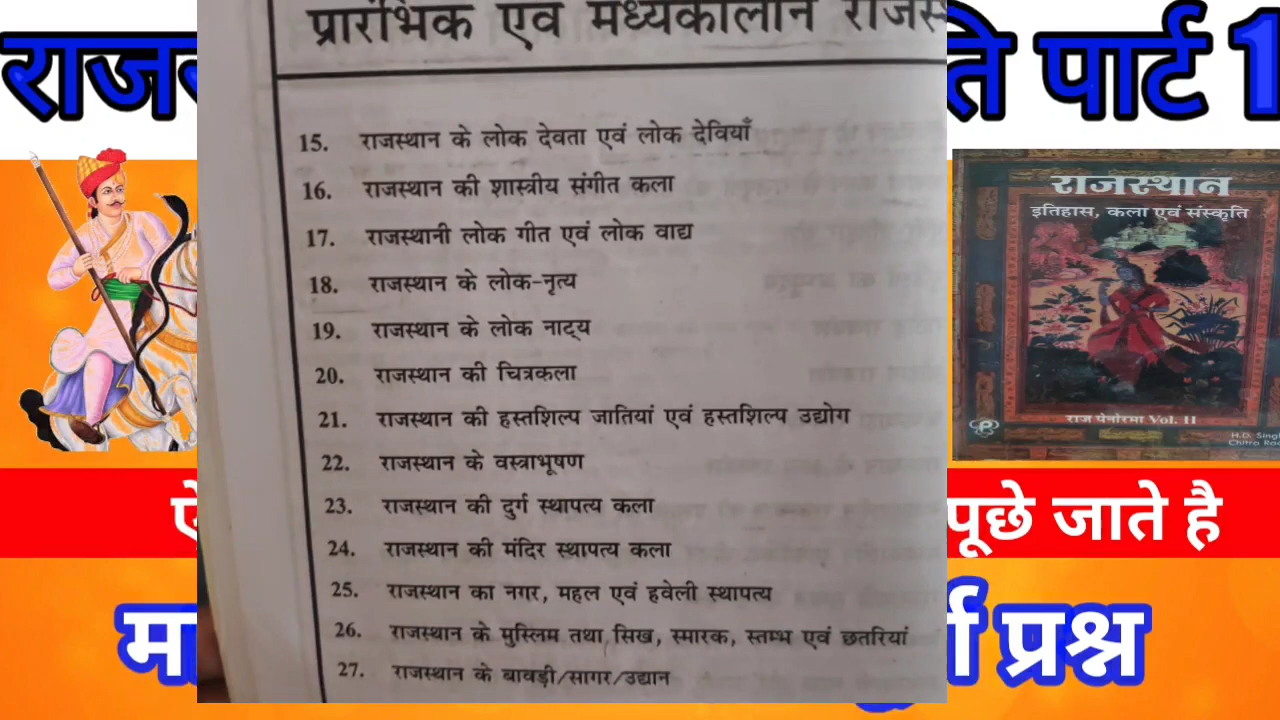 प्रारंभिक एवं मध्यकालीन
पार्ट 1
15. राजस्थान के लोक देवता एवं लोक देवियाँ
16. राजस्थान की शास्त्रीय संगीत कला
17. राजस्थानी लोक गीत एवं लोक वाद्य
18. राजस्थान के लोक-नृत्य
19. राजस्थान के लोक नाट्य
20. राजस्थान की चित्रकला
21. राजस्थान की हस्तशिल्प जातियां एवं हस्तशिल्प उद्योग
22. राजस्थान के वस्त्राभूषण
23. राजस्थान की दुर्ग स्थापत्य कला
24. राजस्थान की मंदिर स्थापत्य कला
25. राजस्थान का नगर, महल एवं हवेली स्थापत्य
26. राजस्थान के मुस्लिम तथा सिख, स्मारक, स्तम्भ एवं छतरियां
27. राजस्थान के बावड़ी/सागर/उद्यान
राजस्थान
इतिहास, कला एवं संस्कृति
राज पेनोरमा Vol. II
H.D. Singh
Chitra
पूछे जाते है
प्रश्न